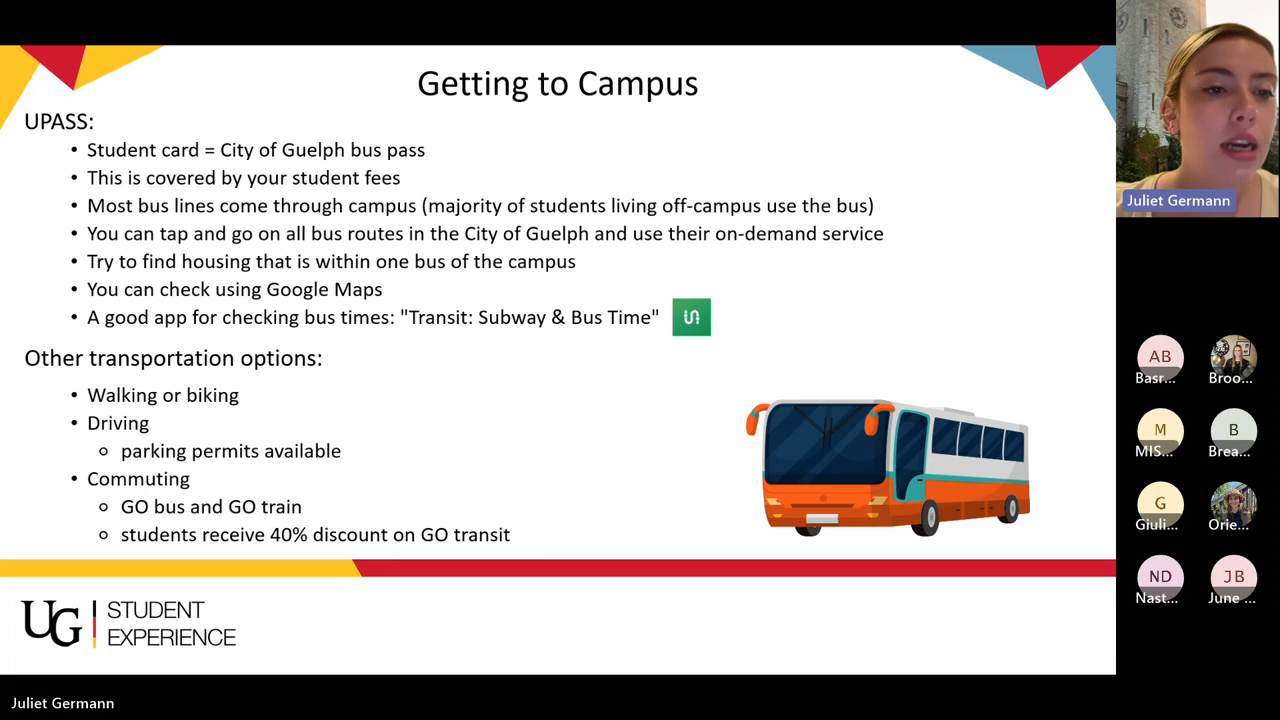 Getting to Campus
UPASS:
• Student card = City of Guelph bus pass
• This is covered by your student fees
• Most bus lines come through campus (majority of students living off-campus use the bus)
• You can tap and go on all bus routes in the City of Guelph and use their on-demand service
• Try to find housing that is within one bus of the campus
• You can check using Google Maps
• A good app for checking bus times: "Transit: Subway & Bus Time"
Other transportation options:
• Walking or biking
• Driving
○ parking permits available
• Commuting
○ GO bus and GO train
○ students receive 40% discount on GO transit
UG STUDENT
EXPERIENCE
Juliet Germann
Juliet Germann
AB
Basr...
Broo...
M
MIS...
B
Brea...
G
Giuli...
Orie...
ND
Nast...
JB
June ...